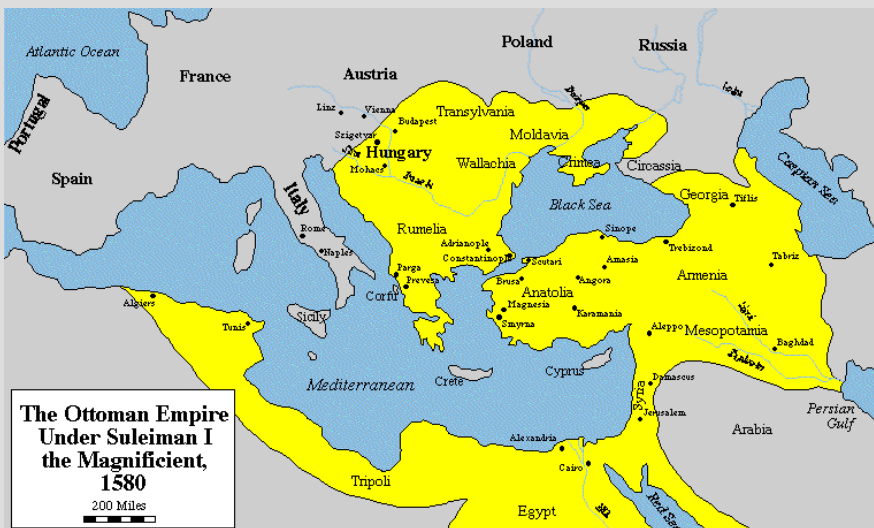 Atlantic Ocean
France
Austria
Poland
Russia
Portugal
Spain
Italy
Linz
Vienna
Budapest
Szigetvar
Hungary
Mohacs
Transylvania
Moldavia
Wallachia
Dnieper
Crimea
Circassia
Caspian Sea
Georgia
Tiflis
Black Sea
Rumelia
Adrianople
Constantinople
Scutari
Sinope
Trebizond
Amasia
Angora
Brusa
Anatolia
Magnesia
Smyrna
Karamania
Armenia
Tabriz
Rome
Naples
Parga
Prevesa
Corfu
Sicily
Algiers
Tunis
Mediterranean
Crete
Cyprus
Aleppo
Mesopotamia
Baghdad
Damascus
Syria
Jerusalem
Arabia
Persian
Gulf
Alexandria
Cairo
Tripoli
Egypt
Red Sea
The Ottoman Empire
Under Suleiman I
the Magnificient,
1580
200 Miles